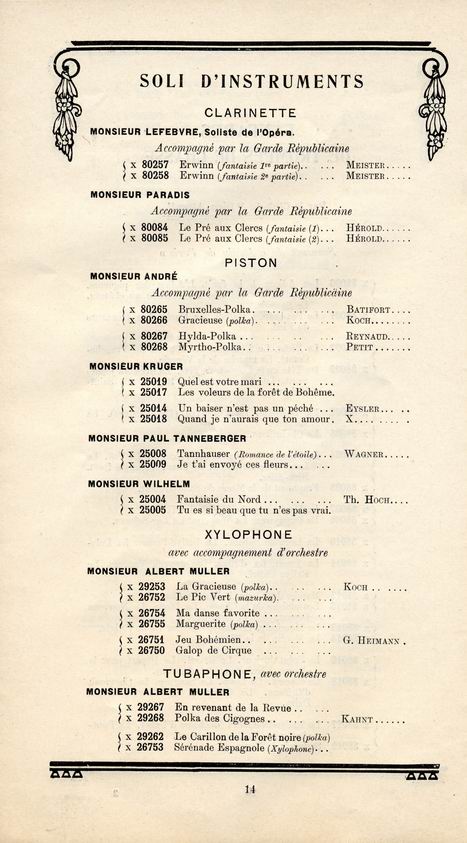 SOLI D'INSTRUMENTS
CLARINETTE
MONSIEUR LEFEBVRE, Soliste de l'Opéra.
Accompagné par la Garde Républicaine
X 80257 Erwinn (fantaisie 1re partie).. ... MEISTER.....
X 80258 Erwinn (fantaisie 2e partie).. ... MEISTER.....
MONSIEUR PARADIS
Accompagné par la Garde Républicaine
X 80084 Le Pré aux Clercs (fantaisie (1)... HÉROLD.....
X 80085 Le Pré aux Clercs (fantaisie (2)... HÉROLD.....
PISTON
MONSIEUR ANDRÉ
Accompagné par la Garde Républicaine
X 80265 Bruxelles-Polka. ... ... ... BATIFORT....
X 80266 Gracieuse (polka). ... ... ... KOCH.......
X 80267 Hylda-Polka ... ... ... ... REYNAUD....
X 80268 Myrtho-Polka.. ... ... ... PETIT.......
MONSIEUR KRUGER
X 25019 Quel est votre mari ... ... ...
X 25017 Les voleurs de la forêt de Bohême.
X 25014 Un baiser n'est pas un péché ... EYSLER... ..
X 25018 Quand je n'aurais que ton amour. X..........
MONSIEUR PAUL TANNEBERGER
X 25008 Tannhauser (Romance de l'étoile)... WAGNER.....
X 25009 Je t'ai envoyé ces fleurs... ...
MONSIEUR WILHELM
X 25004 Fantaisie du Nord ... ... ... Th. HOCH....
X 25005 Tu es si beau que tu n'es pas vrai.
XYLOPHONE
avec accompagnement d'orchestre
MONSIEUR ALBERT MULLER
X 29253 La Gracieuse (polka).. ... ... KOCH .. ....
X 26752 Le Pic Vert (mazurka). ... ...
X 26754 Ma danse favorite ... ... ...
X 26755 Marguerite (polka) ... ... ...
X 26751 Jeu Bohémien.. ... ... ... G. HEIMANN .
X 26750 Galop de Cirque ... ... ...
TUBAPHONE, avec orchestre
MONSIEUR ALBERT MULLER
X 29267 En revenant de la Revue .. ...
X 29268 Polka des Cigognes.. ... ... KAHNT ......
X 29262 Le Carillon de la Forêt noire (polka)
X 26753 Sérénade Espagnole (Xylophone)...
14